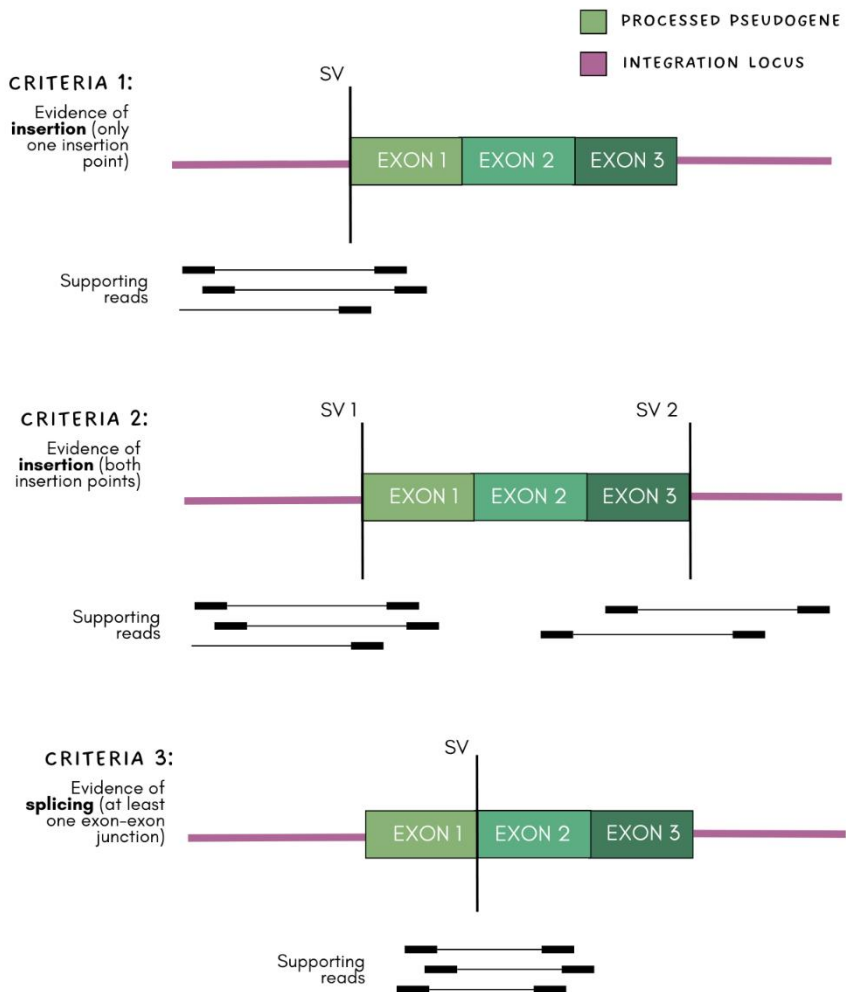 PROCESSED PSEUDOGENE
INTEGRATION LOCUS
CRITERIA 1:
Evidence of
insertion (only
one insertion
point)
SV
EXON 1 EXON 2 EXON 3
Supporting
reads
CRITERIA 2:
Evidence of
insertion (both
insertion points)
SV 1 SV 2
EXON 1 EXON 2 EXON 3
Supporting
reads
CRITERIA 3:
Evidence of
splicing (at least
one exon-exon
junction)
SV
EXON 1 EXON 2 EXON 3
Supporting
reads